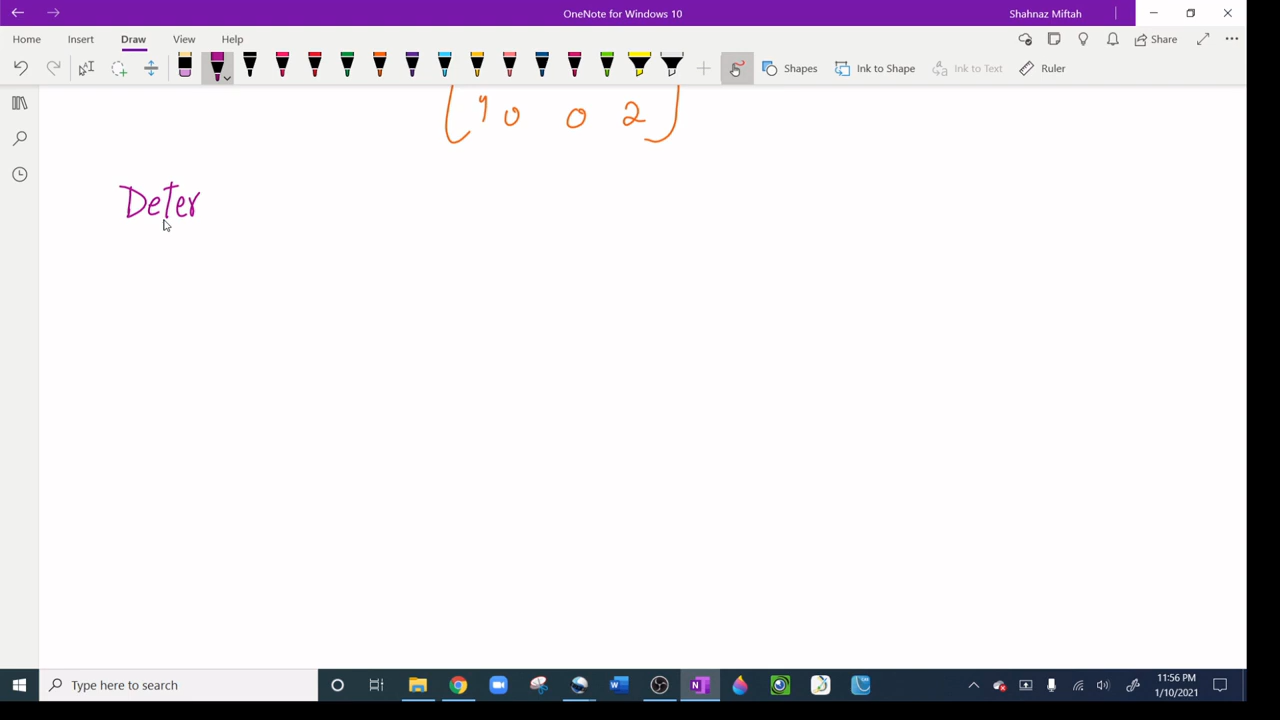 OneNote for Windows 10
Shahnaz Miftah
Home Insert Draw View Help
Share
Shapes
Ink to Shape
Ink to Text
Ruler
0 0 2
Deter
Type here to search
11:56 PM
1/10/2021